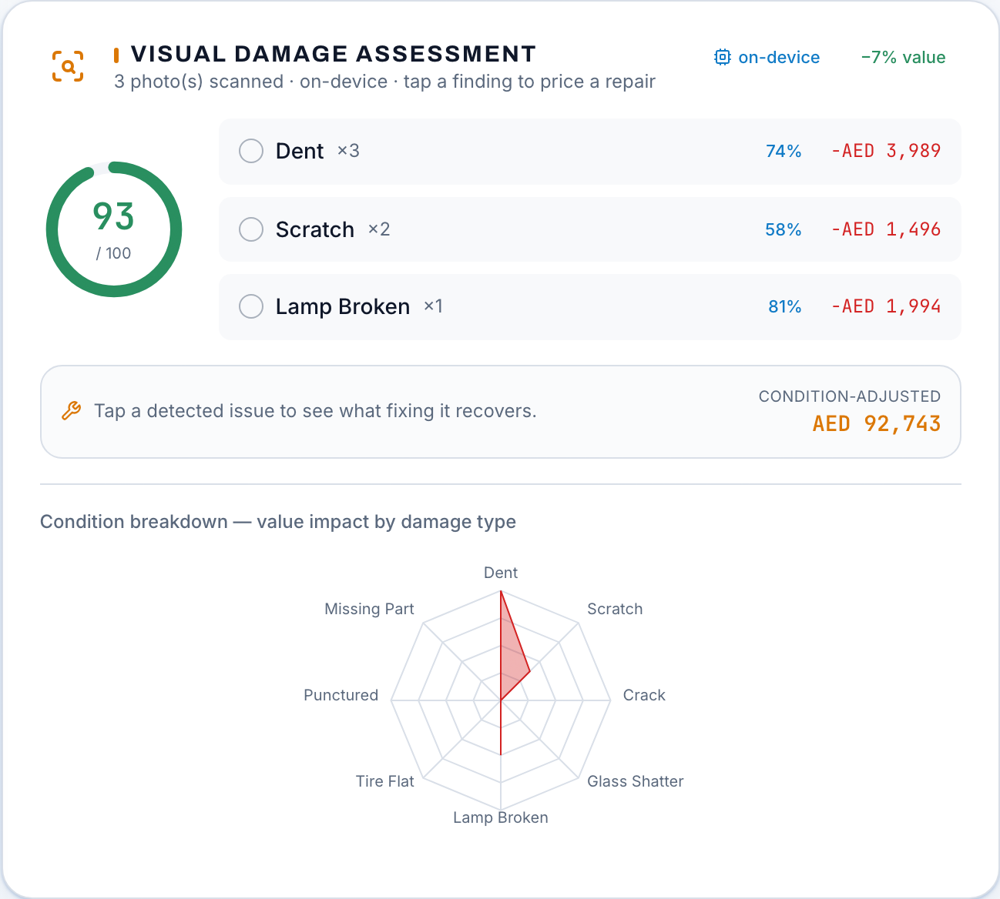 VISUAL DAMAGE ASSESSMENT
on-device
−7% value
3 photo(s) scanned · on-device · tap a finding to price a repair
93
/ 100
Dent ×3 74% -AED 3,989
Scratch ×2 58% -AED 1,496
Lamp Broken ×1 81% -AED 1,994
Tap a detected issue to see what fixing it recovers.
CONDITION-ADJUSTED
AED 92,743
Condition breakdown — value impact by damage type
Dent
Missing Part
Scratch
Punctured
Crack
Tire Flat
Glass Shatter
Lamp Broken